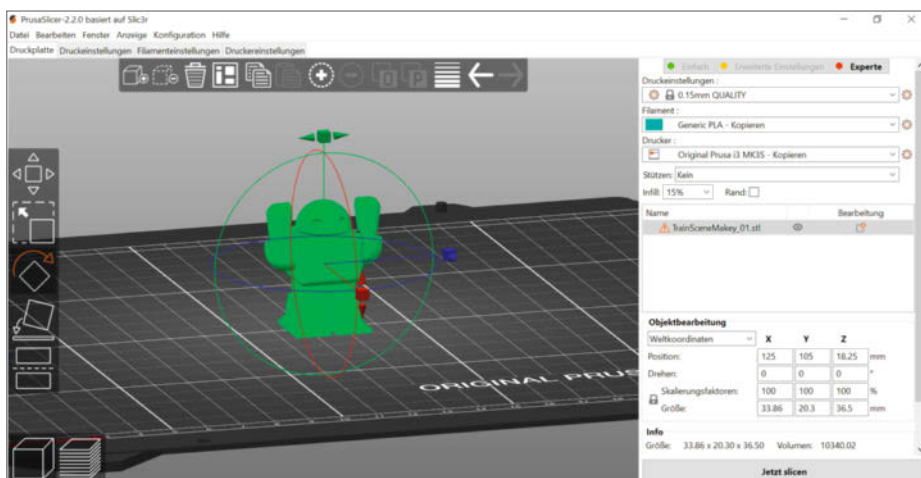 PrusaSlicer-2.2.0 basiert auf Slic3r
Datei Bearbeiten Fenster Anzeige Konfiguration Hilfe
Druckplatte Druckeinstellungen Filamenteinstellungen Druckereinstellungen
Einfach Erweiterte Einstellungen Experte
Druckeinstellungen :
0.15mm QUALITY
Filament :
Generic PLA - Kopieren
Drucker :
Original Prusa i3 MK3S - Kopieren
Stützen: Kein
Infill: 15% Rand:
Name Bearbeitung
TrainSceneMakey_01.stl
Objektbearbeitung
Weltkoordinaten X Y Z
Position: 125 105 18.25 mm
Drehen: 0 0 0 °
Skalierungsfaktoren: 100 100 100 %
Größe: 33.86 20.3 36.5 mm
ORIGINAL PRUS
Info
Größe: 33.86 x 20.30 x 36.50 Volumen: 10340.02
Jetzt slicen